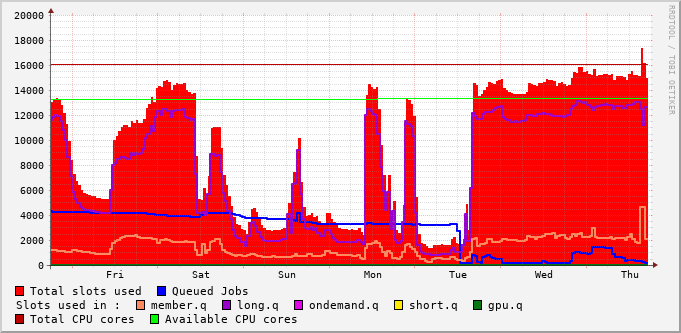 RRDTOOL / TOBI OETIKER
20000
18000
16000
14000
12000
10000
8000
6000
4000
2000
0
Fri Sat Sun Mon Tue Wed Thu
Total slots used Queued Jobs
Slots used in : member.q long.q ondemand.q short.q gpu.q
Total CPU cores Available CPU cores